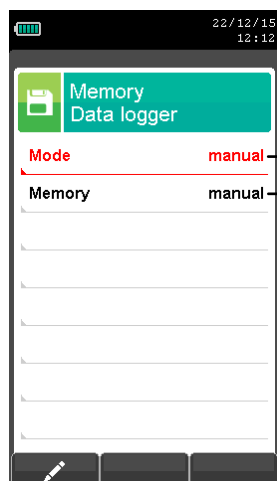 22/12/15
12:12
Memory
Data logger
Mode manual
Memory manual